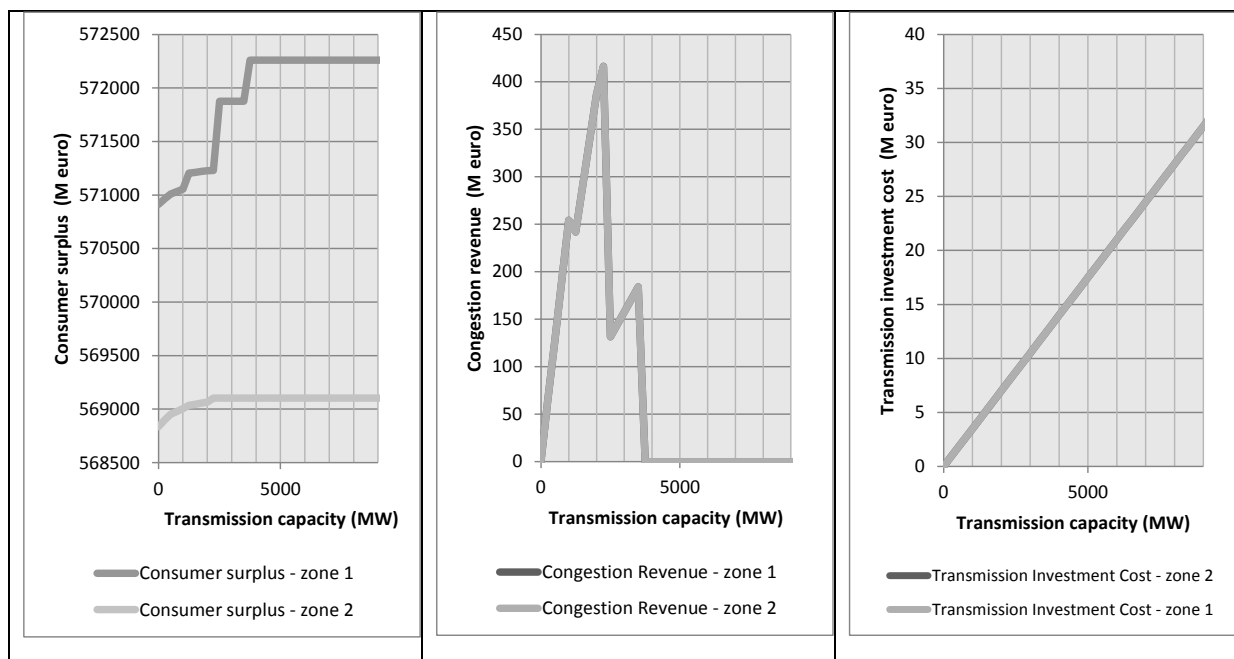 572500
572000
571500
571000
570500
570000
569500
569000
568500
Consumer surplus (M euro)
0 5000
Transmission capacity (MW)
Consumer surplus - zone 1
Consumer surplus - zone 2
450
400
350
300
250
200
150
100
50
0
Congestion revenue (M euro)
0 5000
Transmission capacity (MW)
Congestion Revenue - zone 1
Congestion Revenue - zone 2
40
35
30
25
20
15
10
5
0
Transmission investment cost (M euro)
0 5000
Transmission capacity (MW)
Transmission Investment Cost - zone 2
Transmission Investment Cost - zone 1